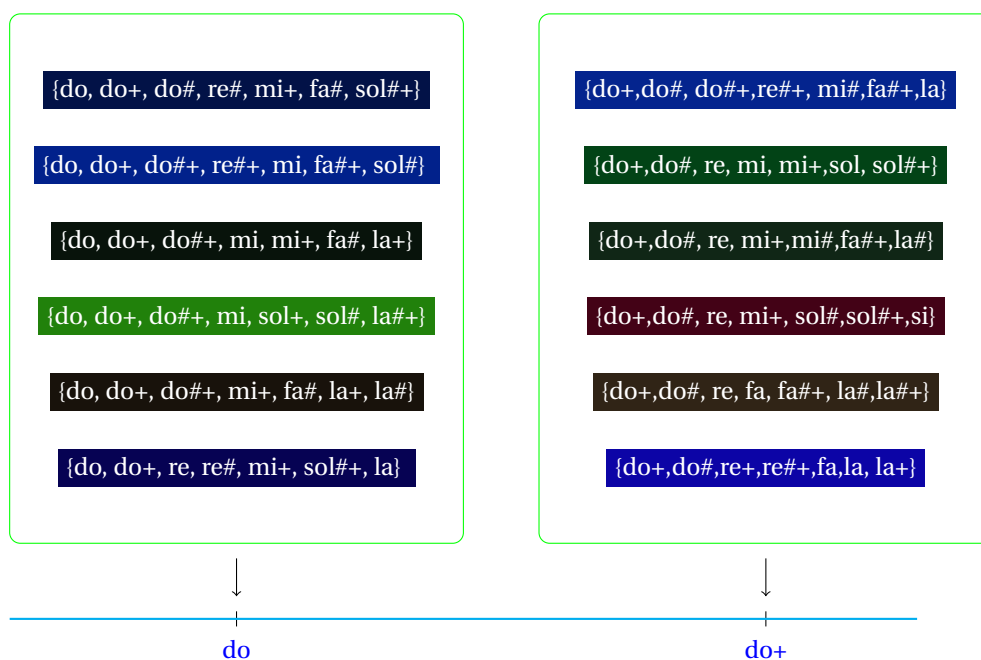 {do, do+, do#, re#, mi+, fa#, sol#+}
{do, do+, do#+, re#+, mi, fa#+, sol#}
{do, do+, do#+, mi, mi+, fa#, la+}
{do, do+, do#+, mi, sol+, sol#, la#+}
{do, do+, do#+, mi+, fa#, la+, la#}
{do, do+, re, re#, mi+, sol#+, la}
do
{do+,do#, do#+,re#+, mi#,fa#+,la}
{do+,do#, re, mi, mi+,sol, sol#+}
{do+,do#, re, mi+,mi#,fa#+,la#}
{do+,do#, re, mi+, sol#,sol#+,si}
{do+,do#, re, fa, fa#+, la#,la#+}
{do+,do#,re+,re#+,fa,la, la+}
do+